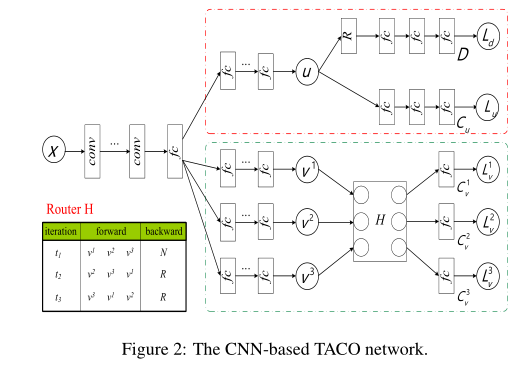 R fc fc fc L_d
D
fc ... fc u
fc fc fc L_u
C_u
X conv ... conv fc
fc ... fc v^1 fc L_v^1
C_v^1
fc ... fc v^2 H fc L_v^2
C_v^2
fc ... fc v^3 fc L_v^3
C_v^3
Router H
iteration forward backward
t_1 v^1 v^2 v^3 N
t_2 v^2 v^3 v^1 R
t_3 v^3 v^1 v^2 R
Figure 2: The CNN-based TACO network.